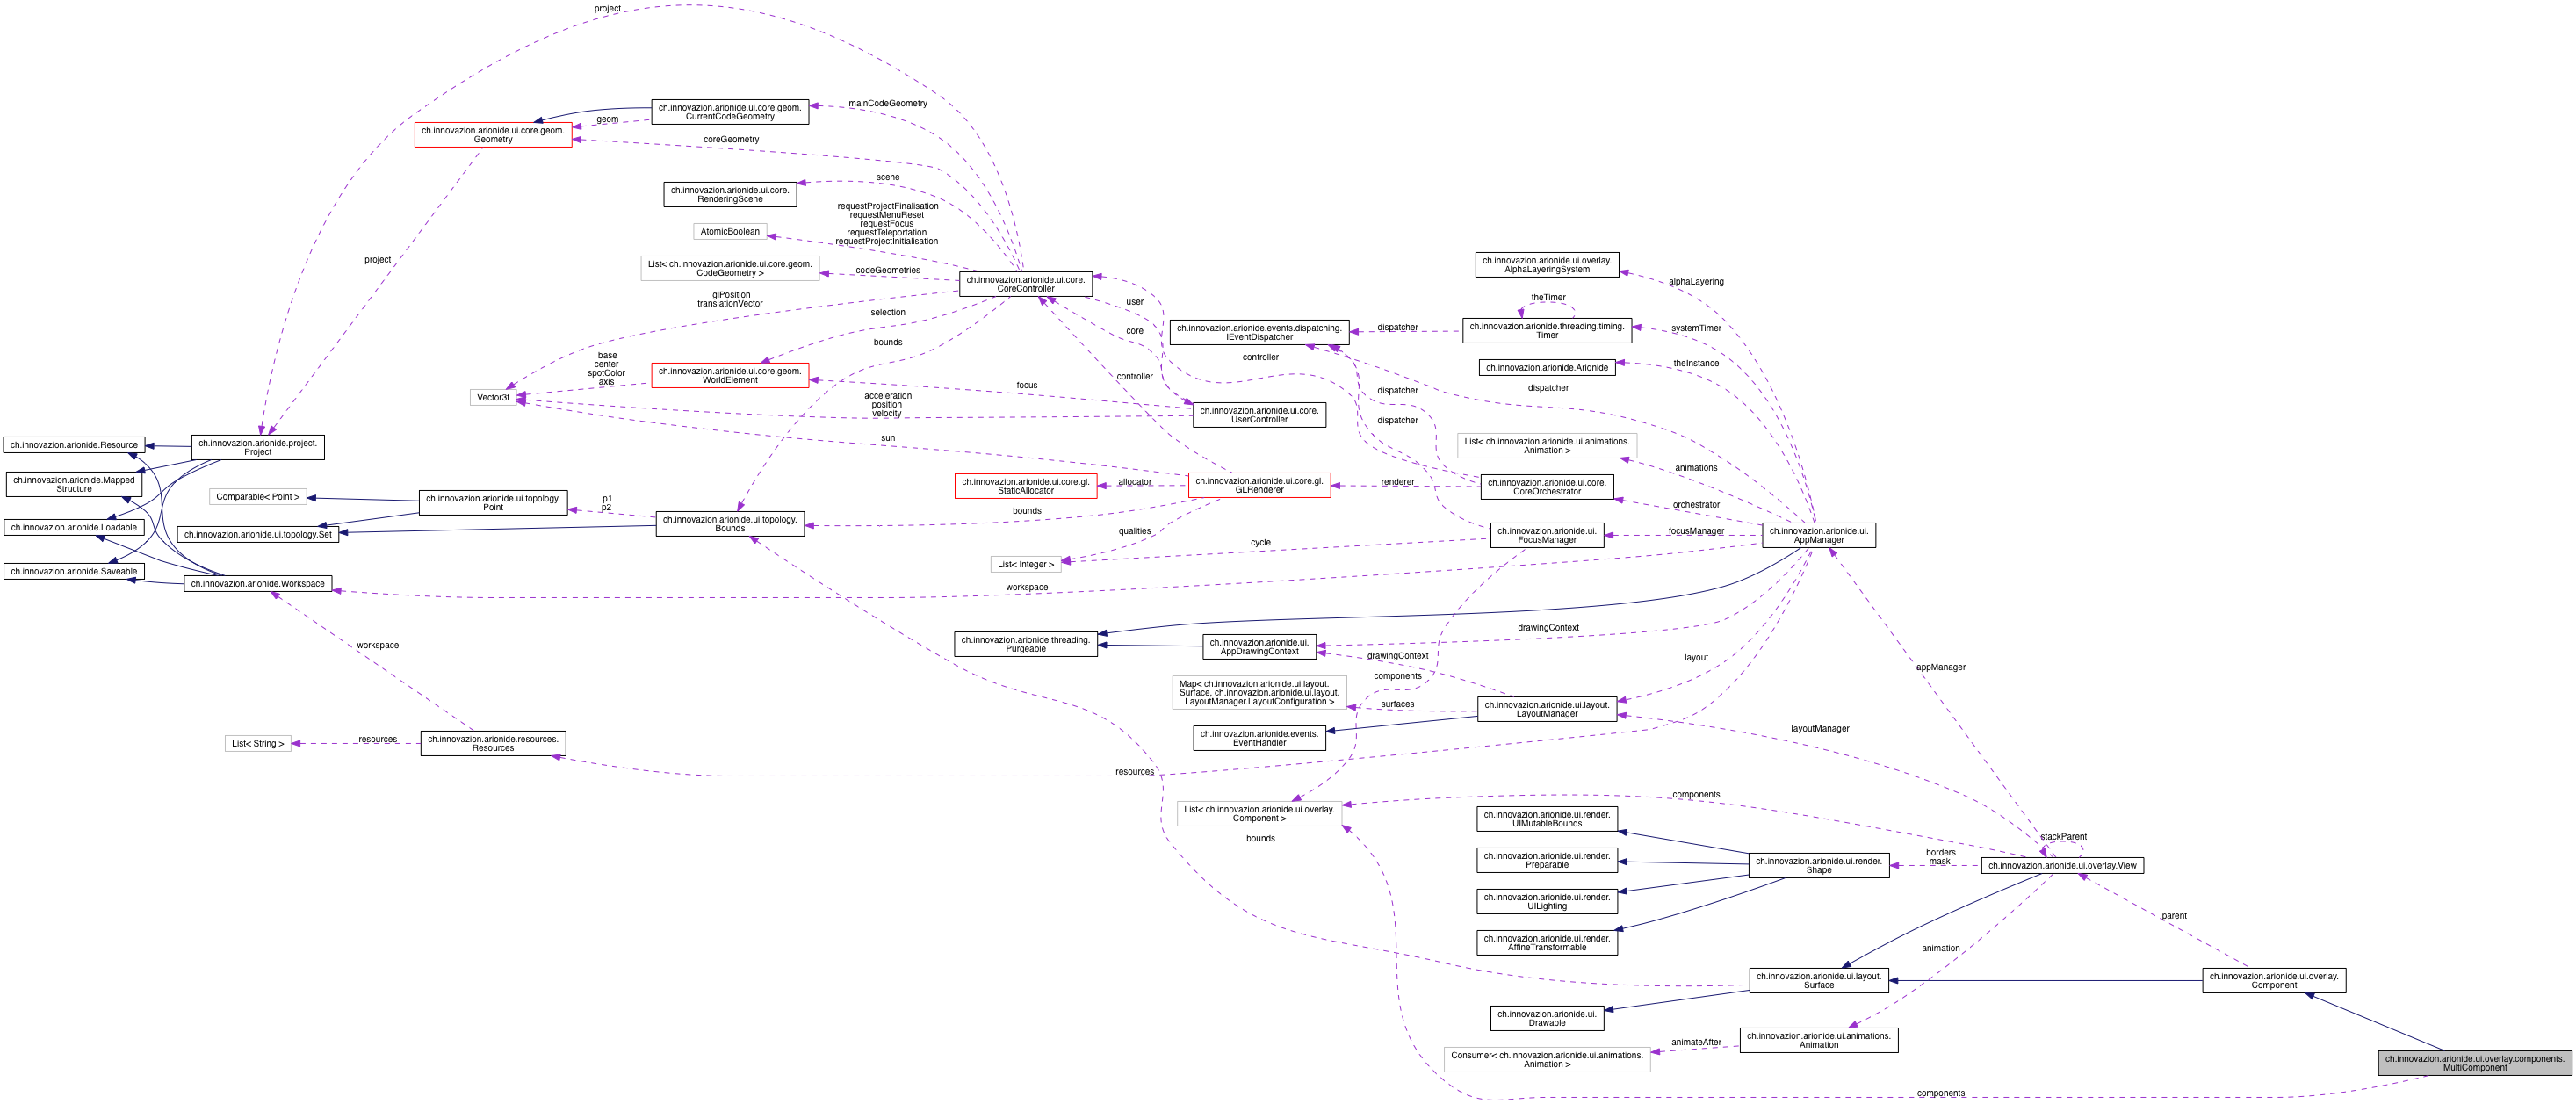 project
ch.innovazion.arionide.ui.core.geom.
CurrentCodeGeometry
mainCodeGeometry
geom
ch.innovazion.arionide.ui.core.geom.
Geometry
coreGeometry
scene
ch.innovazion.arionide.ui.core.
RenderingScene
requestProjectFinalisation
requestMenuReset
requestFocus
requestTeleportation
requestProjectInitialisation
AtomicBoolean
project
List< ch.innovazion.arionide.ui.core.geom.
CodeGeometry >
codeGeometries
ch.innovazion.arionide.ui.core.
CoreController
ch.innovazion.arionide.ui.overlay.
AlphaLayeringSystem
alphaLayering
glPosition
translationVector
user
theTimer
selection
core
ch.innovazion.arionide.events.dispatching.
IEventDispatcher
dispatcher
ch.innovazion.arionide.threading.timing.
Timer
systemTimer
bounds
base
center
spotColor
axis
controller
ch.innovazion.arionide.ui.core.geom.
WorldElement
controller
ch.innovazion.arionide.Arionide
theInstance
focus
dispatcher
dispatcher
Vector3f
acceleration
position
velocity
ch.innovazion.arionide.ui.core.
UserController
dispatcher
sun
ch.innovazion.arionide.Resource
ch.innovazion.arionide.project.
Project
List< ch.innovazion.arionide.ui.animations.
Animation >
animations
ch.innovazion.arionide.Mapped
Structure
ch.innovazion.arionide.ui.core.gl.
StaticAllocator
allocator
ch.innovazion.arionide.ui.core.gl.
GLRenderer
renderer
ch.innovazion.arionide.ui.core.
CoreOrchestrator
orchestrator
Comparable< Point >
ch.innovazion.arionide.ui.topology.
Point
p1
p2
bounds
ch.innovazion.arionide.Loadable
ch.innovazion.arionide.ui.topology.Set
ch.innovazion.arionide.ui.topology.
Bounds
qualities
ch.innovazion.arionide.ui.
FocusManager
focusManager
ch.innovazion.arionide.ui.
AppManager
cycle
List< Integer >
ch.innovazion.arionide.Saveable
ch.innovazion.arionide.Workspace
workspace
drawingContext
ch.innovazion.arionide.threading.
Purgeable
ch.innovazion.arionide.ui.
AppDrawingContext
workspace
drawingContext
layout
appManager
components
Map< ch.innovazion.arionide.ui.layout.
Surface, ch.innovazion.arionide.ui.layout.
LayoutManager.LayoutConfiguration >
surfaces
ch.innovazion.arionide.ui.layout.
LayoutManager
layoutManager
ch.innovazion.arionide.events.
EventHandler
List< String >
resources
ch.innovazion.arionide.resources.
Resources
resources
components
List< ch.innovazion.arionide.ui.overlay.
Component >
ch.innovazion.arionide.ui.render.
UIMutableBounds
bounds
stackParent
ch.innovazion.arionide.ui.render.
Preparable
ch.innovazion.arionide.ui.render.
Shape
borders
mask
ch.innovazion.arionide.ui.overlay.View
ch.innovazion.arionide.ui.render.
UILighting
parent
ch.innovazion.arionide.ui.render.
AffineTransformable
animation
ch.innovazion.arionide.ui.layout.
Surface
ch.innovazion.arionide.ui.overlay.
Component
ch.innovazion.arionide.ui.
Drawable
ch.innovazion.arionide.ui.animations.
Animation
animateAfter
Consumer< ch.innovazion.arionide.ui.animations.
Animation >
ch.innovazion.arionide.ui.overlay.components.
MultiComponent
components